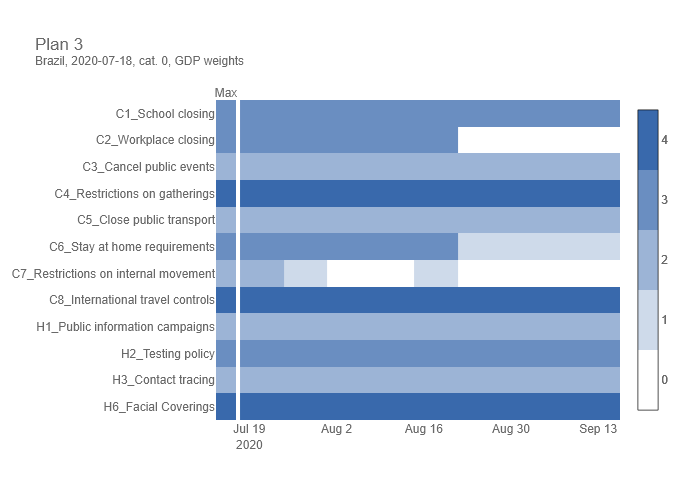 Plan 3
Brazil, 2020-07-18, cat. 0, GDP weights
Max
C1_School closing
C2_Workplace closing
C3_Cancel public events
C4_Restrictions on gatherings
C5_Close public transport
C6_Stay at home requirements
C7_Restrictions on internal movement
C8_International travel controls
H1_Public information campaigns
H2_Testing policy
H3_Contact tracing
H6_Facial Coverings
Jul 19 Aug 2 Aug 16 Aug 30 Sep 13
2020
4
3
2
1
0